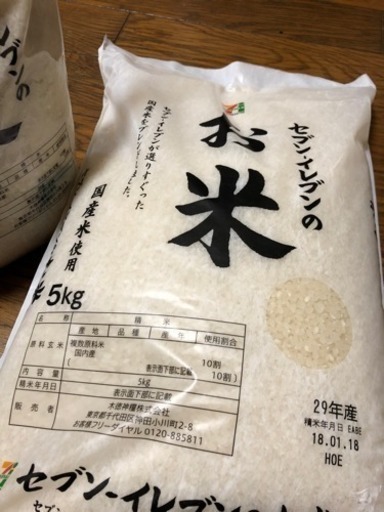 セブン-イレブンの
お米
セブン-イレブンが選りすぐった
国産米をブレンドしました。
国産米使用
5kg
名称 精米
原料玄米 産地 品種 産年 使用割合
複数原料米
国内産 10割
表示面下部に記載 10割
内容量 5kg
精米年月日 表示面下部に記載
販売者 木徳神糧株式会社
東京都千代田区神田小川町2-8
お客様フリーダイヤル 0120-885811
29年産
精米年月日 EABE
18.01.18
HOE
セブン-イレブンの
ブンの